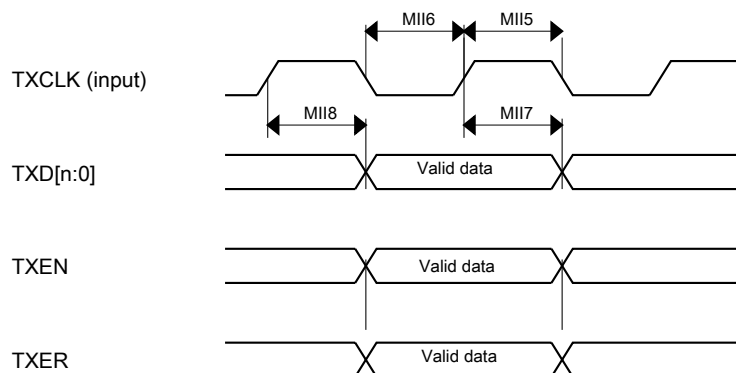 MII6 MII5
TXCLK (input)
MII8 MII7
TXD[n:0] Valid data
TXEN Valid data
TXER Valid data